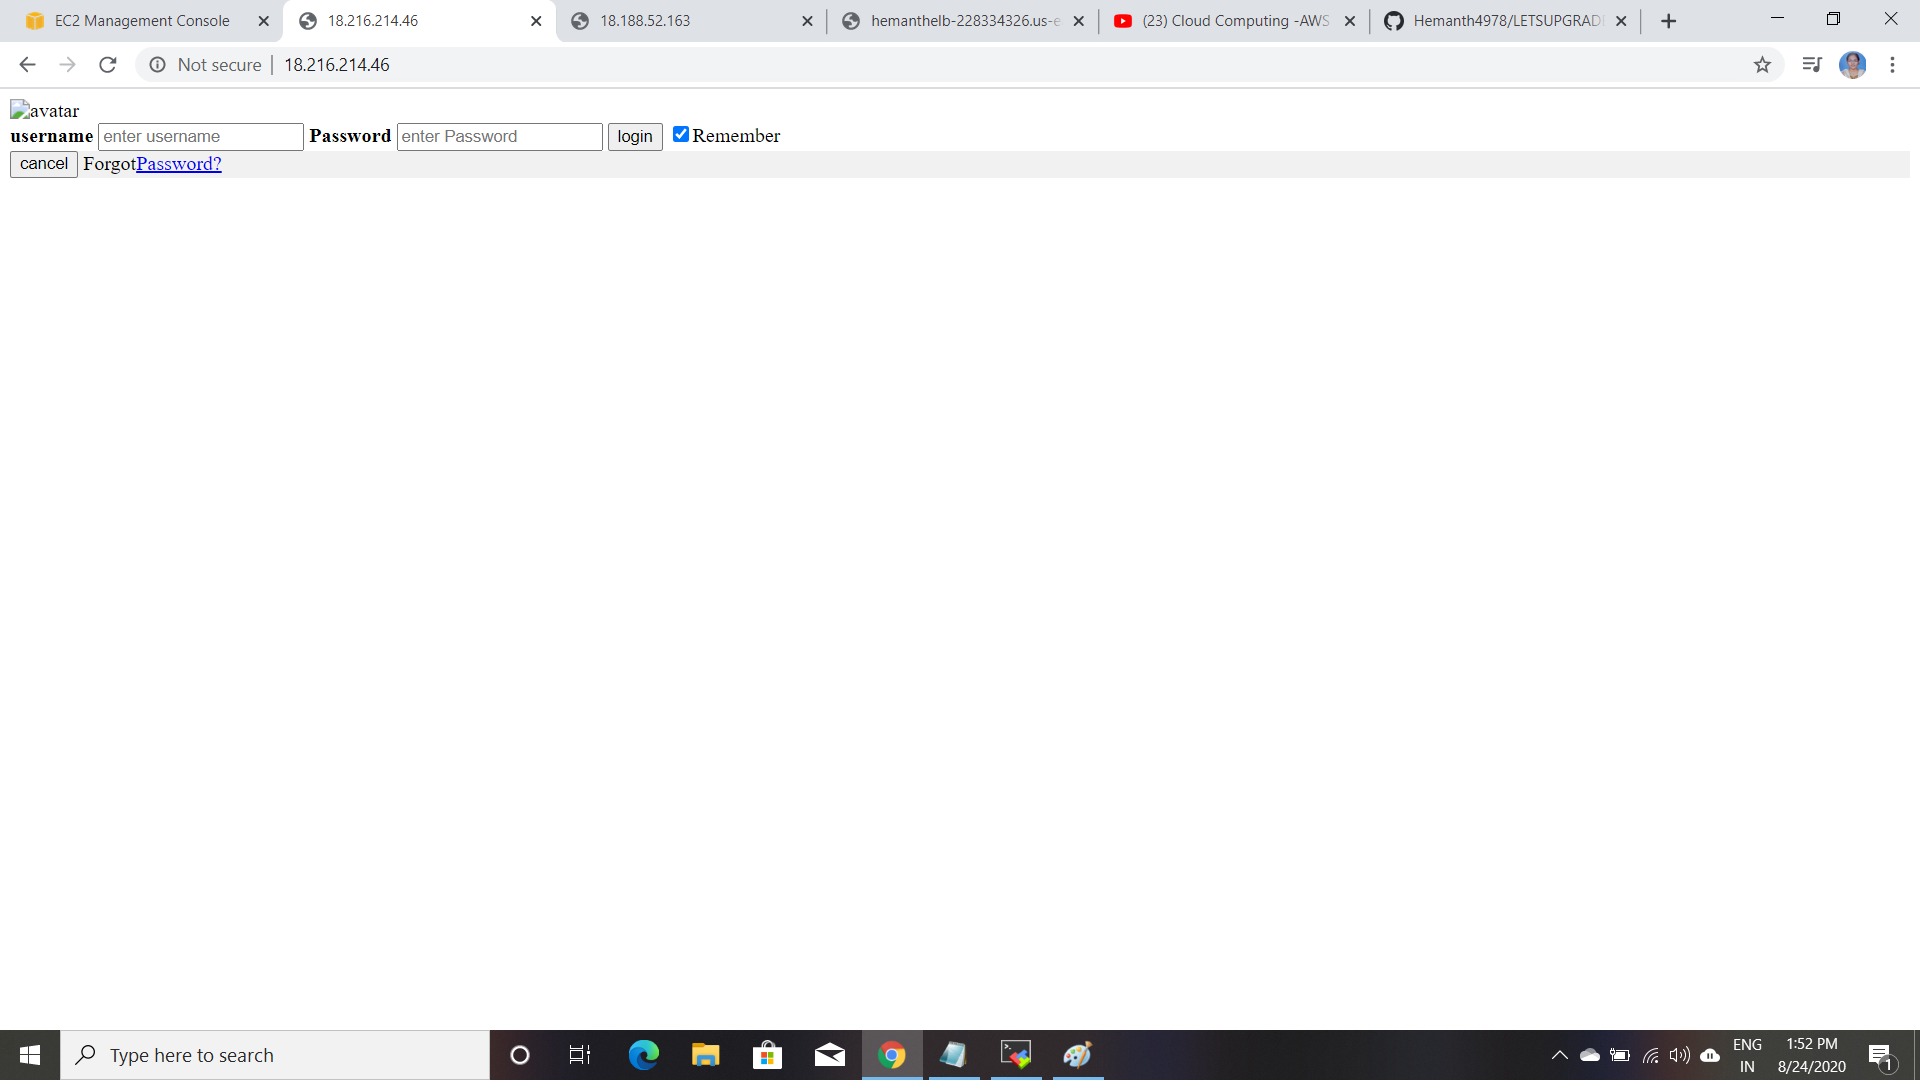 EC2 Management Console
18.216.214.46
18.188.52.163
hemanthelb-228334326.us-e
(23) Cloud Computing -AWS
Hemanth4978/LETSUPGRAD
Not secure 18.216.214.46
avatar
username enter username Password enter Password login Remember
cancel ForgotPassword?
Type here to search
ENG
IN
1:52 PM
8/24/2020
1